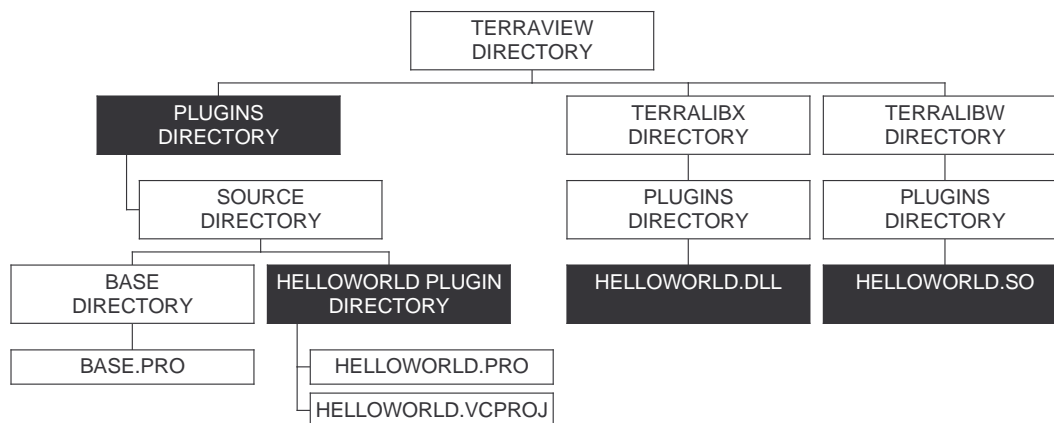 TERRAVIEW
DIRECTORY
PLUGINS
DIRECTORY
TERRALIBX
DIRECTORY
TERRALIBW
DIRECTORY
SOURCE
DIRECTORY
PLUGINS
DIRECTORY
PLUGINS
DIRECTORY
BASE
DIRECTORY
HELLOWORLD PLUGIN
DIRECTORY
HELLOWORLD.DLL
HELLOWORLD.SO
BASE.PRO
HELLOWORLD.PRO
HELLOWORLD.VCPROJ